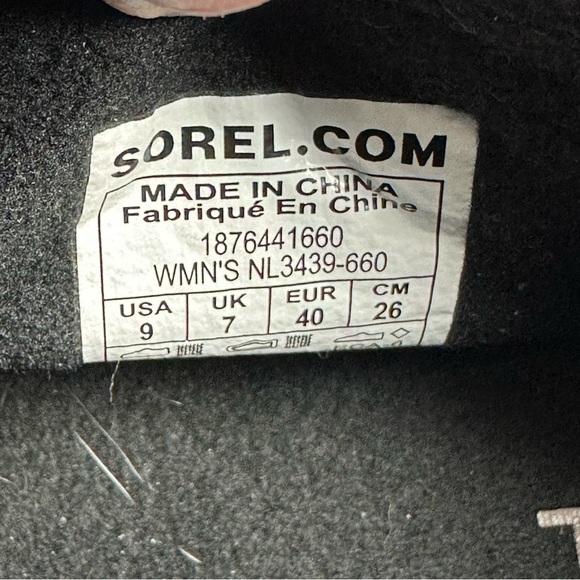 SOREL.COM
MADE IN CHINA
Fabriqué En Chine
1876441660
WMN'S NL3439-660
USA UK EUR CM
9 7 40 26